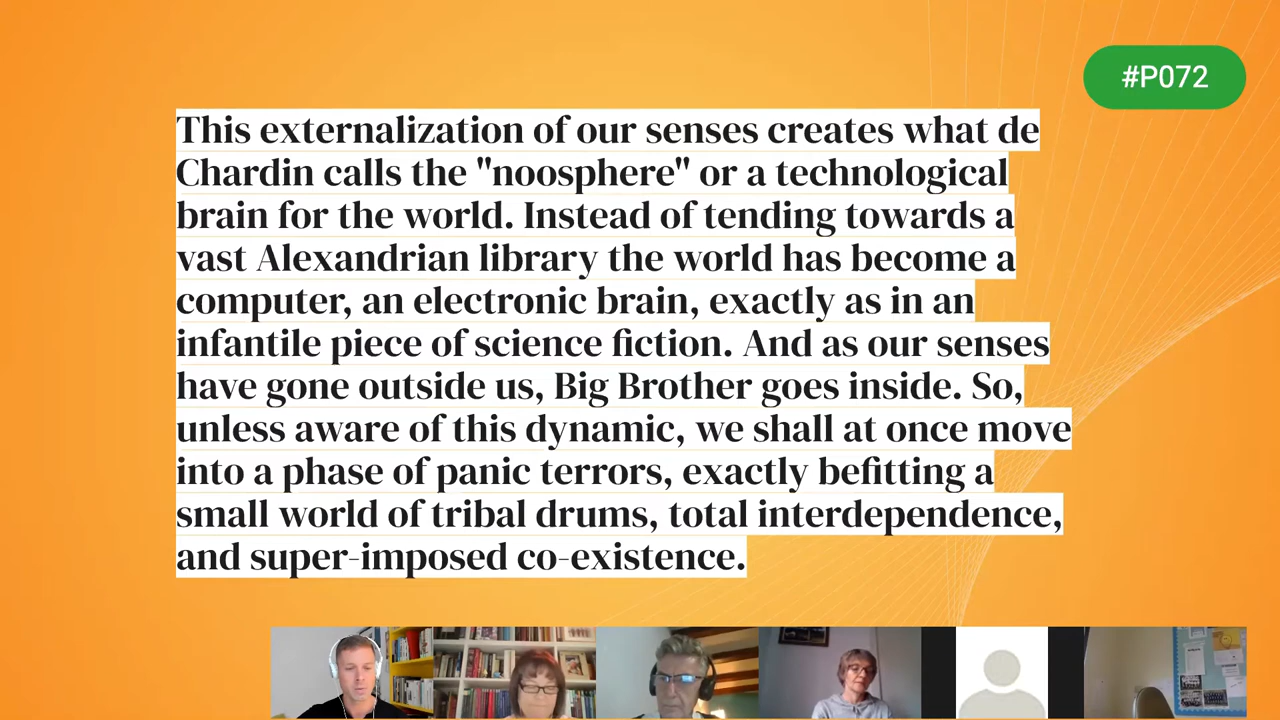 #P072
This externalization of our senses creates what de
Chardin calls the "noosphere" or a technological
brain for the world. Instead of tending towards a
vast Alexandrian library the world has become a
computer, an electronic brain, exactly as in an
infantile piece of science fiction. And as our senses
have gone outside us, Big Brother goes inside. So,
unless aware of this dynamic, we shall at once move
into a phase of panic terrors, exactly befitting a
small world of tribal drums, total interdependence,
and super-imposed co-existence.